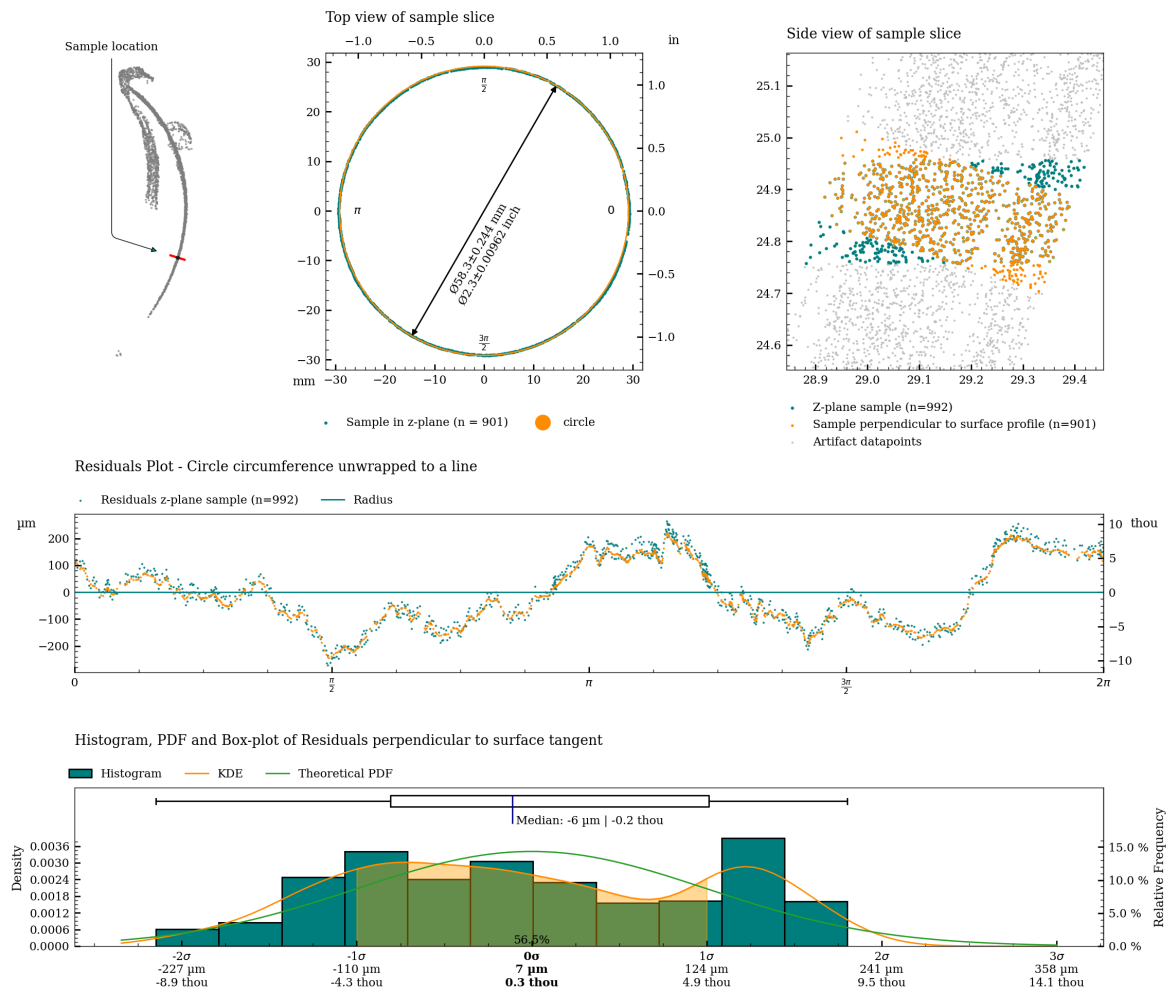 Top view of sample slice
Sample location
−1.0 −0.5 0.0 0.5 1.0 in
Side view of sample slice
30
20
10
0
−10
−20
−30
mm
π/2
π
0
3π/2
Ø58.3±0.244 mm
Ø2.3±0.00962 inch
1.0
0.5
0.0
−0.5
−1.0
−30 −20 −10 0 10 20 30
25.1
25.0
24.9
24.8
24.7
24.6
28.9 29.0 29.1 29.2 29.3 29.4
Sample in z-plane (n = 901) circle
Z-plane sample (n=992)
Sample perpendicular to surface profile (n=901)
Artifact datapoints
Residuals Plot - Circle circumference unwrapped to a line
Residuals z-plane sample (n=992) Radius
µm
200
100
0
−100
−200
10 thou
5
0
−5
−10
0 π/2 π 3π/2 2π
Histogram, PDF and Box-plot of Residuals perpendicular to surface tangent
Histogram KDE Theoretical PDF
Median: -6 µm | -0.2 thou
Density
0.0036
0.0030
0.0024
0.0018
0.0012
0.0006
0.0000
15.0 %
10.0 %
5.0 %
0.0 %
Relative Frequency
56.5%
-2σ -1σ 0σ 1σ 2σ 3σ
-227 µm -110 µm 7 µm 124 µm 241 µm 358 µm
-8.9 thou -4.3 thou 0.3 thou 4.9 thou 9.5 thou 14.1 thou